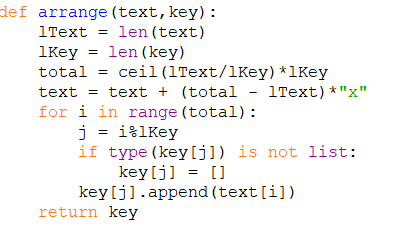 def arrange(text,key):
    lText = len(text)
    lKey = len(key)
    total = ceil(lText/lKey)*lKey
    text = text + (total - lText)*"x"
    for i in range(total):
        j = i%lKey
        if type(key[j]) is not list:
            key[j] = []
        key[j].append(text[i])
    return key